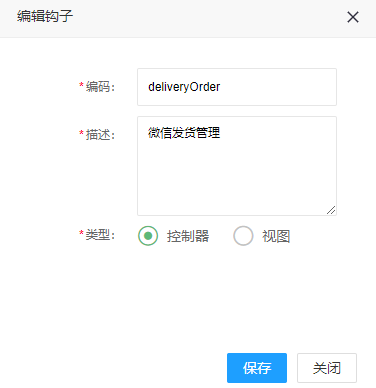 编辑钩子
*编码：
deliveryOrder
*描述：
微信发货管理
*类型：
控制器 视图
保存 关闭